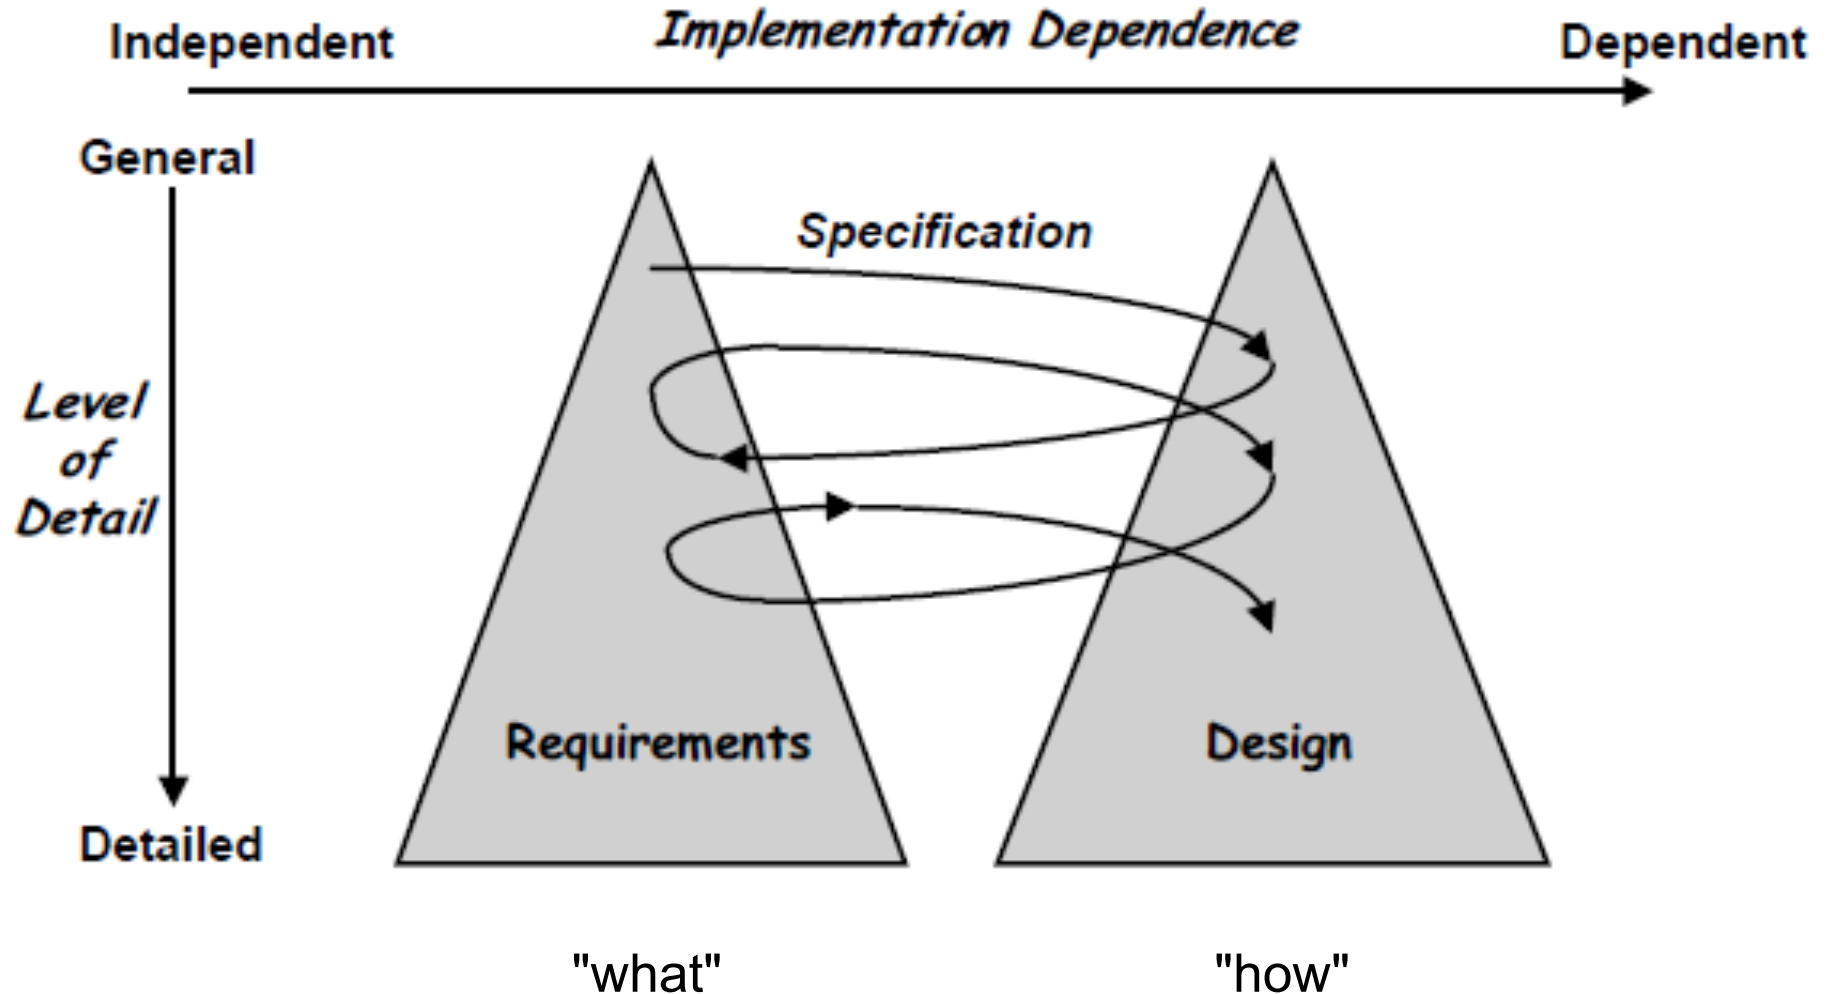 Implementation Dependence
Independent
Dependent
General
Specification
Level
of
Detail
Requirements
Design
Detailed
"what"
"how"